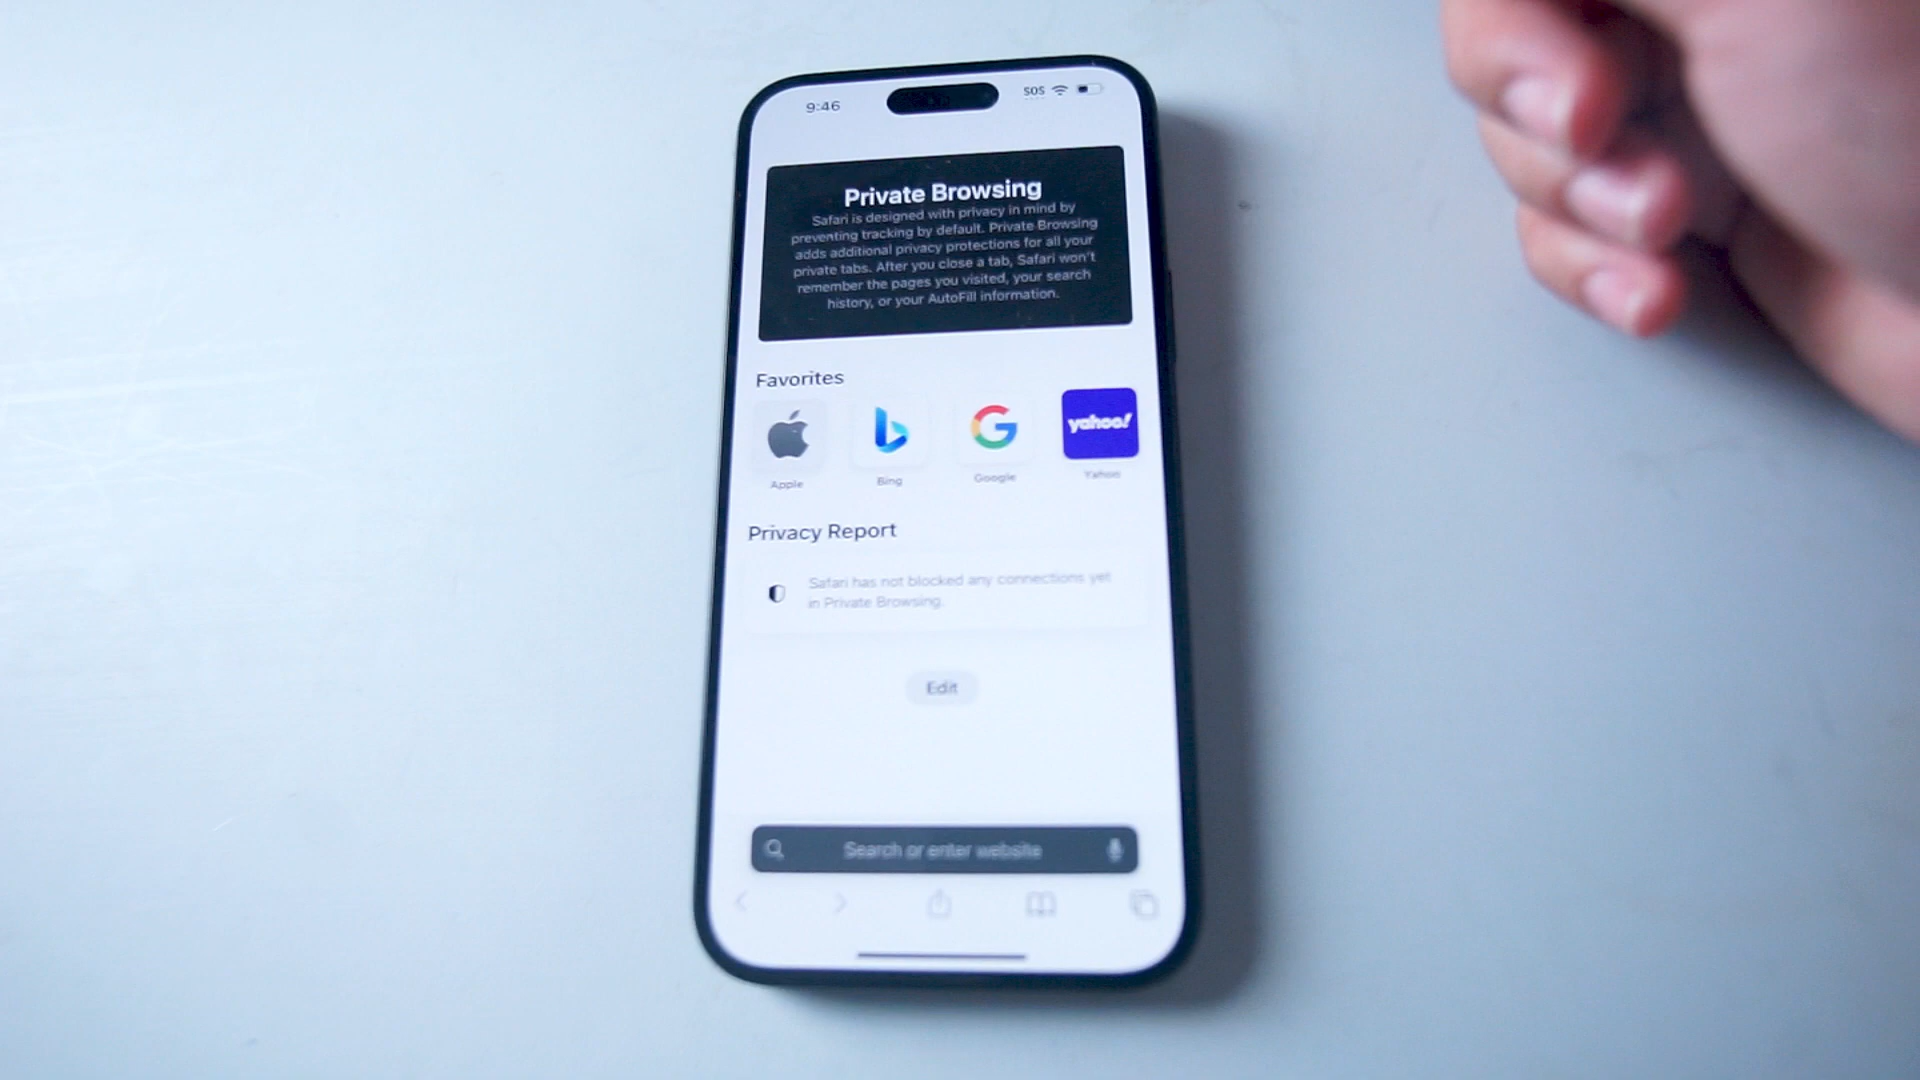 9:46
SOS
Private Browsing
Safari is designed with privacy in mind by
preventing tracking by default. Private Browsing
adds additional privacy protections for all your
private tabs. After you close a tab, Safari won't
remember the pages you visited, your search
history, or your AutoFill information.
Favorites
yahoo!
Apple Bing Google Yahoo
Privacy Report
Safari has not blocked any connections yet
in Private Browsing.
Edit
Search or enter website